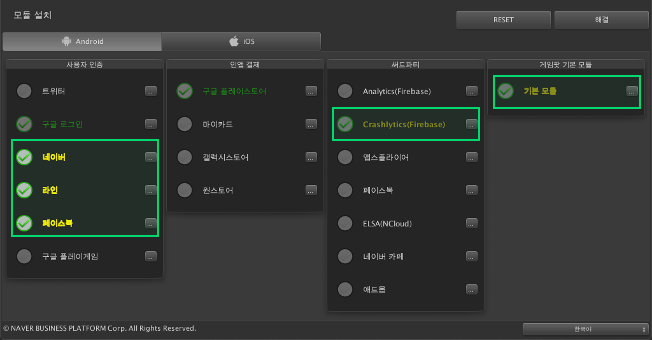 모듈 설치
RESET
해결
Android
iOS
사용자 인증
트위터
...
구글 로그인
...
네이버
...
라인
...
페이스북
...
구글 플레이게임
...
인앱 결제
구글 플레이스토어
...
마이카드
...
갤럭시스토어
...
원스토어
...
써드파티
Analytics(Firebase)
...
Crashlytics(Firebase)
...
앱스플라이어
...
페이스북
...
ELSA(NCloud)
...
네이버 카페
...
애드몹
...
게임팟 기본 모듈
기본 모듈
...
© NAVER BUSINESS PLATFORM Corp. All Rights Reserved.
한국어